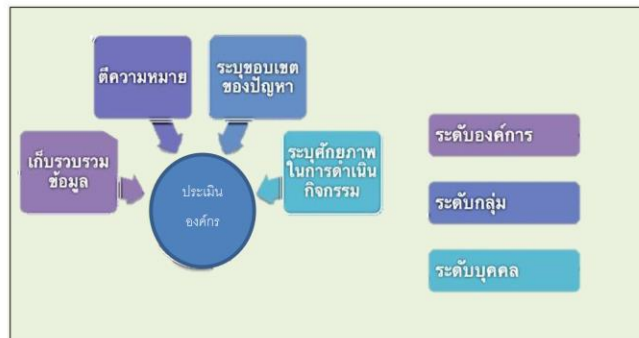 ตีความหมาย
ระบุขอบเขต
ของปัญหา
เก็บรวบรวม
ข้อมูล
ระบุศักยภาพ
ในการดำเนิน
กิจกรรม
ประเมิน
องค์กร
ระดับองค์การ
ระดับกลุ่ม
ระดับบุคคล